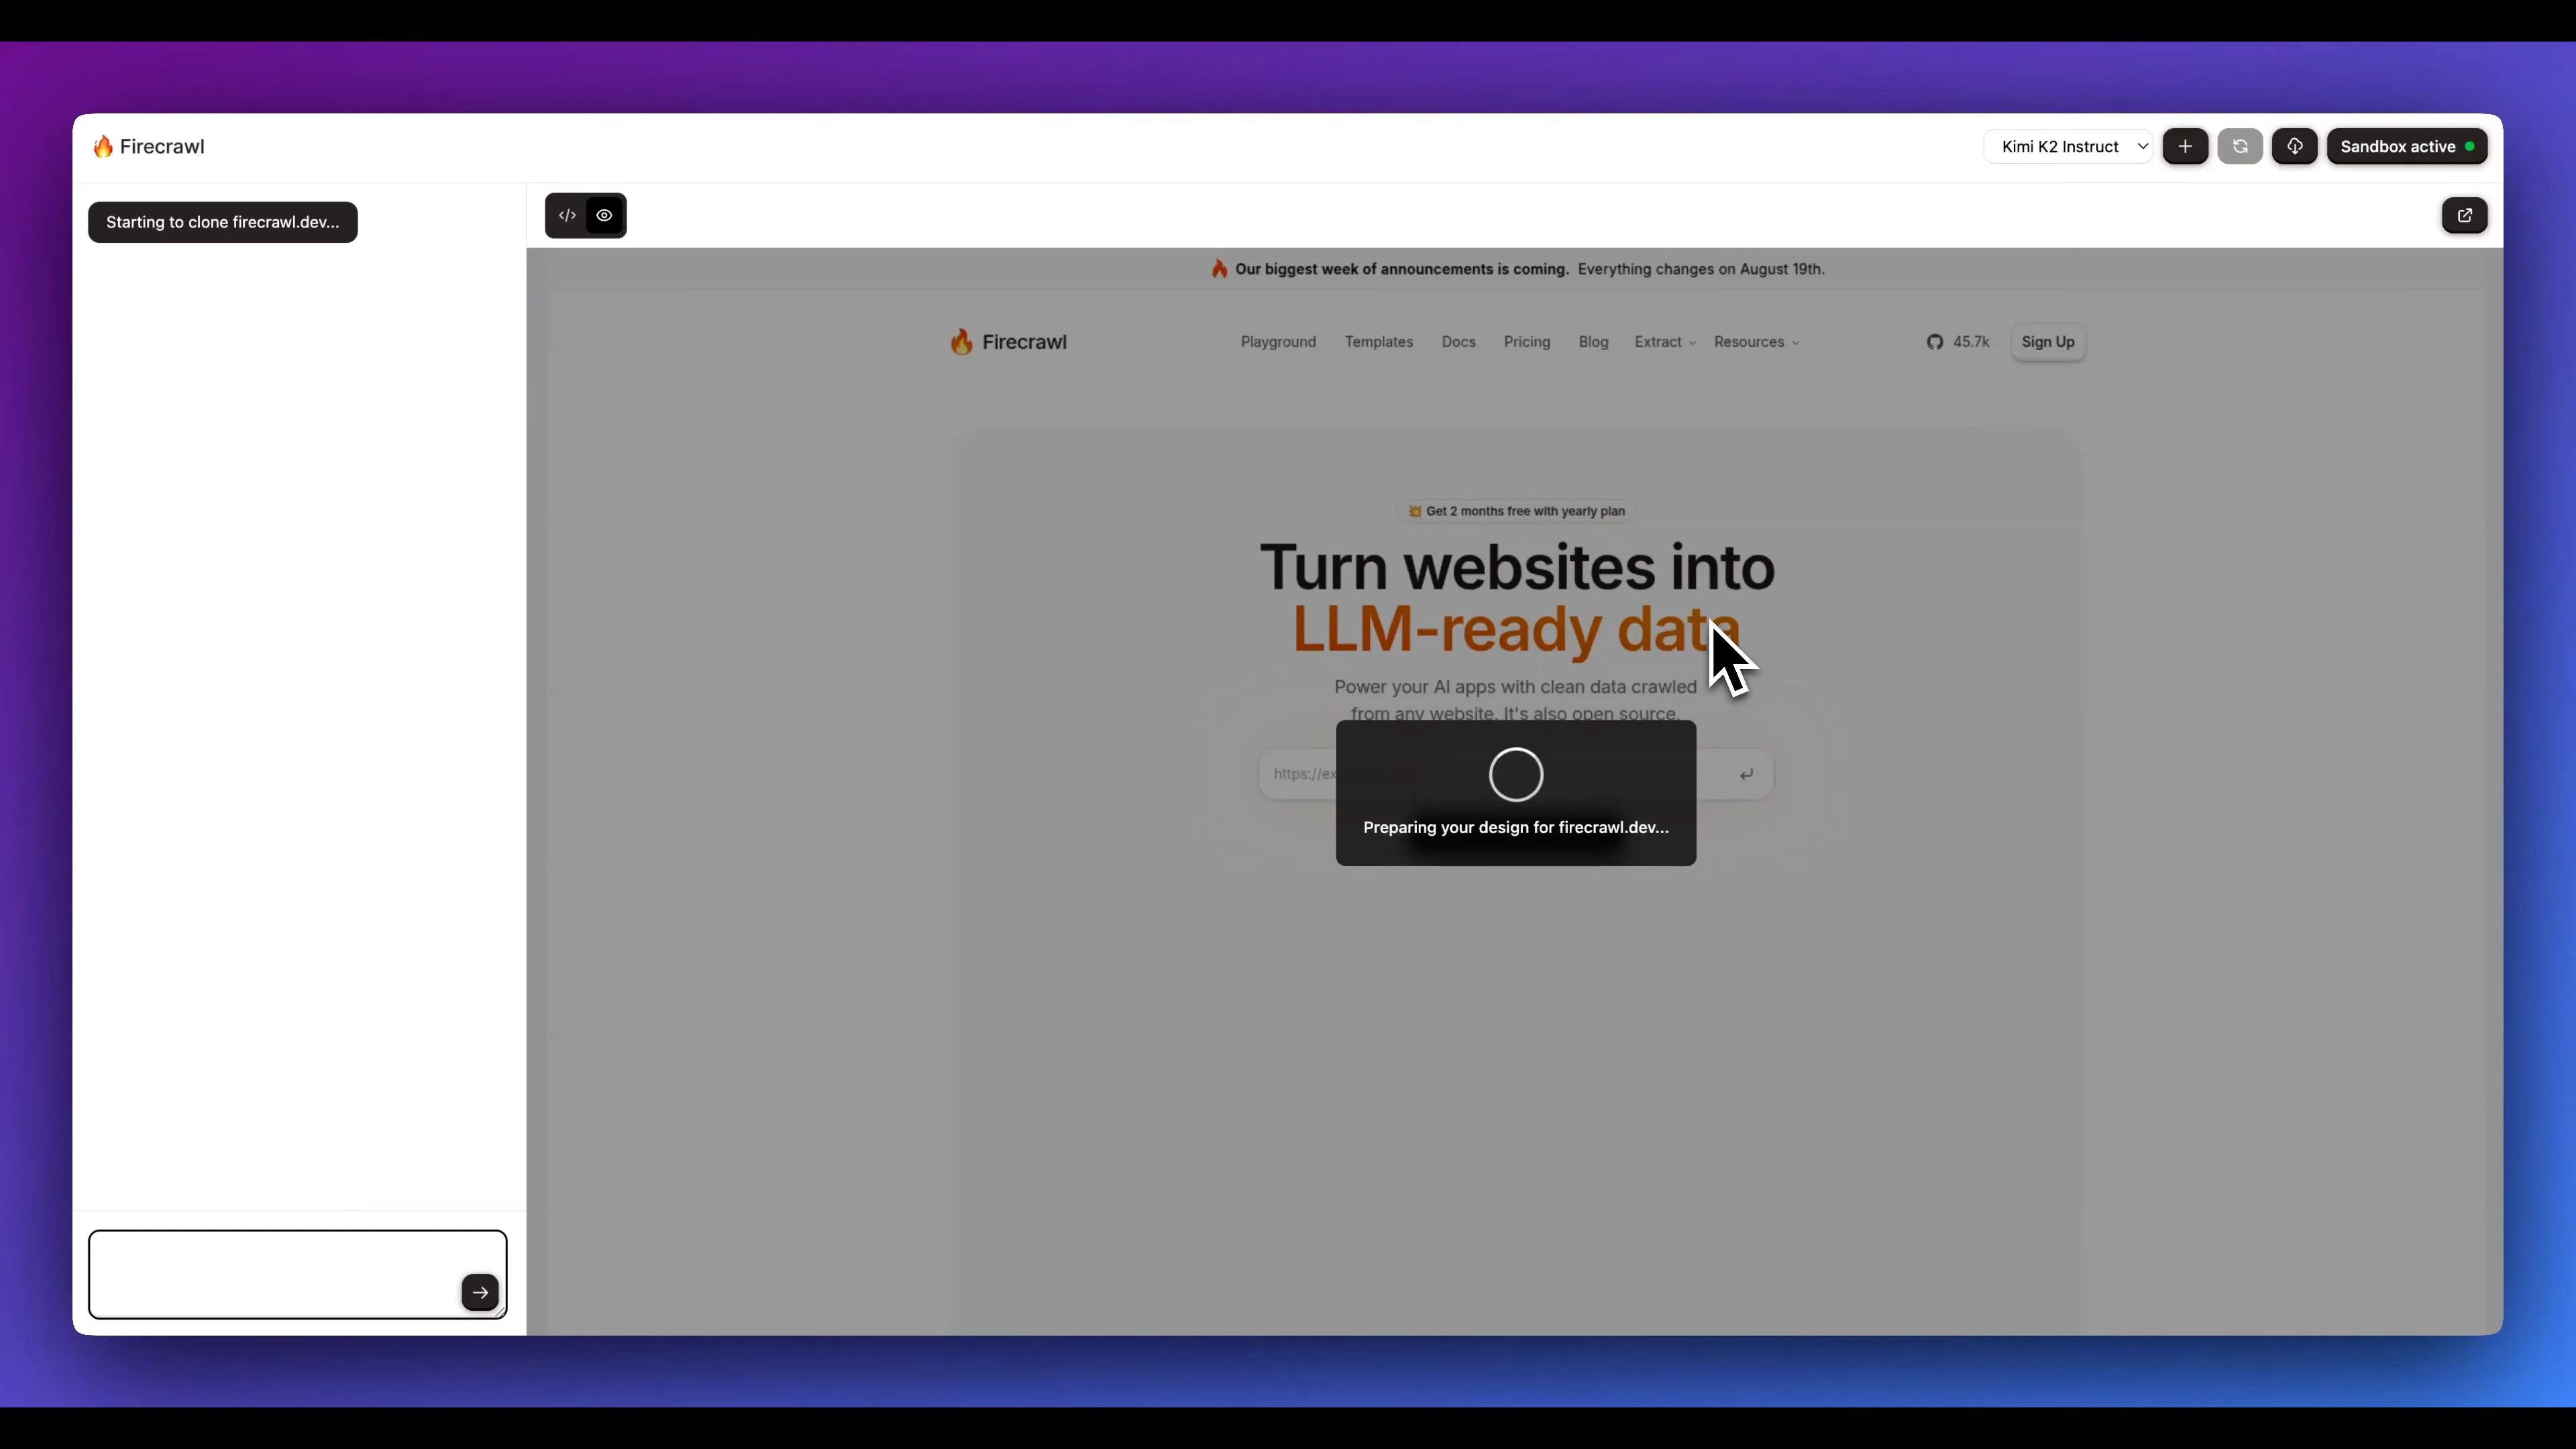 Firecrawl
Kimi K2 Instruct
Sandbox active
Starting to clone firecrawl.dev...
Our biggest week of announcements is coming. Everything changes on August 19th.
Firecrawl
Playground Templates Docs Pricing Blog Extract Resources
45.7k
Sign Up
Get 2 months free with yearly plan
Turn websites into
LLM-ready data
Power your AI apps with clean data crawled
from any website. It's also open source.
https://ex
Preparing your design for firecrawl.dev...